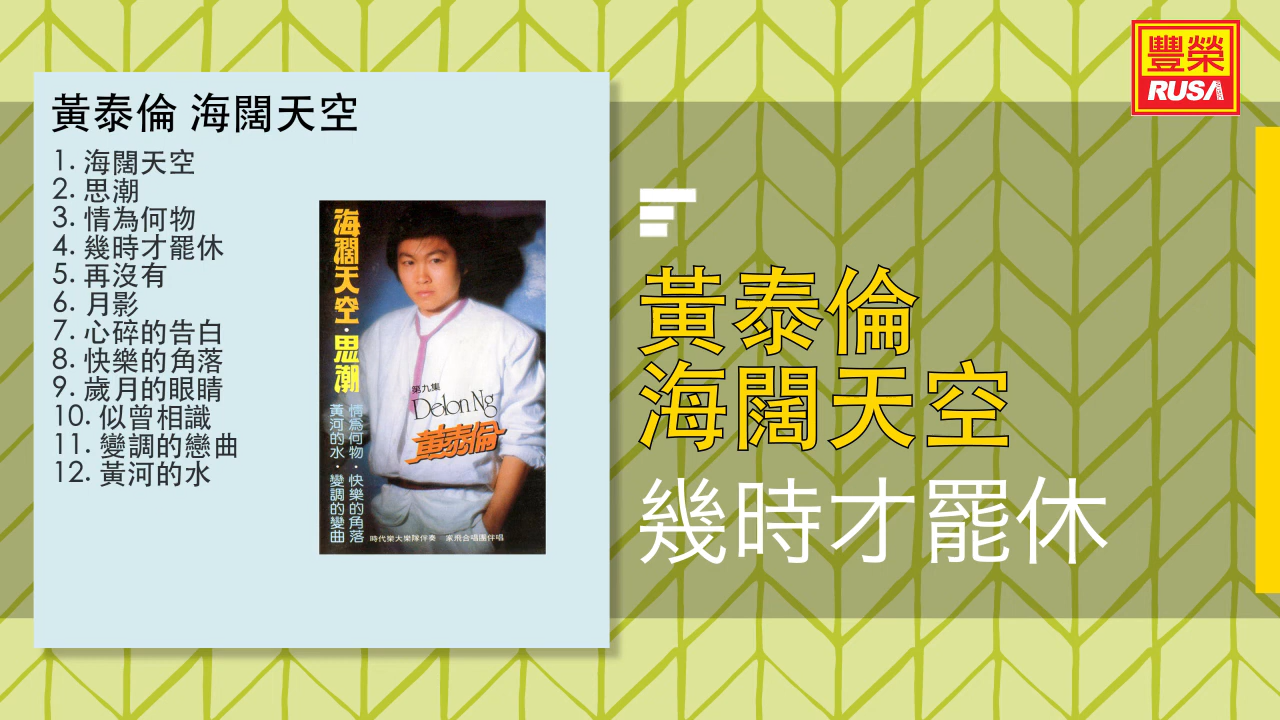 豐榮
RUSA
黃泰倫 海闊天空
1. 海闊天空
2. 思潮
3. 情為何物
4. 幾時才罷休
5. 再沒有
6. 月影
7. 心碎的告白
8. 快樂的角落
9. 歲月的眼睛
10. 似曾相識
11. 變調的戀曲
12. 黃河的水
海濶天空·思潮
情為何物·快樂的角落
黃河的水·變調的戀曲
第九集
Delon Ng
黃泰倫
時代樂大樂隊伴奏 家飛合唱團伴唱
黃泰倫
海闊天空
幾時才罷休